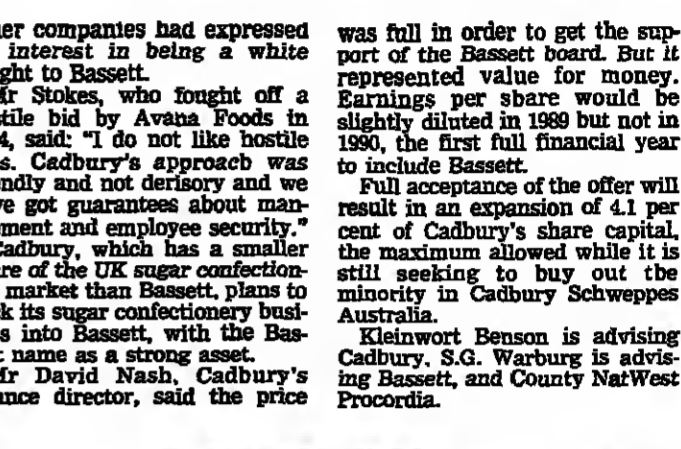 er companies had expressed
interest in being a white
ght to Bassett.
r Stokes, who fought off a
tile bid by Avana Foods in
4, said: "I do not like hostile
s. Cadbury's approach was
ndly and not derisory and we
e got guarantees about man-
ment and employee security."
adbury, which has a smaller
re of the UK sugar confection-
market than Bassett, plans to
k its sugar confectionery busi-
s into Bassett, with the Bas-
name as a strong asset.
r David Nash, Cadbury's
nce director, said the price
was full in order to get the sup-
port of the Bassett board. But it
represented value for money.
Earnings per share would be
slightly diluted in 1989 but not in
1990, the first full financial year
to include Bassett.
Full acceptance of the offer will
result in an expansion of 4.1 per
cent of Cadbury's share capital,
the maximum allowed while it is
still seeking to buy out the
minority in Cadbury Schweppes
Australia.
Kleinwort Benson is advising
Cadbury, S.G. Warburg is advis-
ing Bassett, and County NatWest
Procordia.